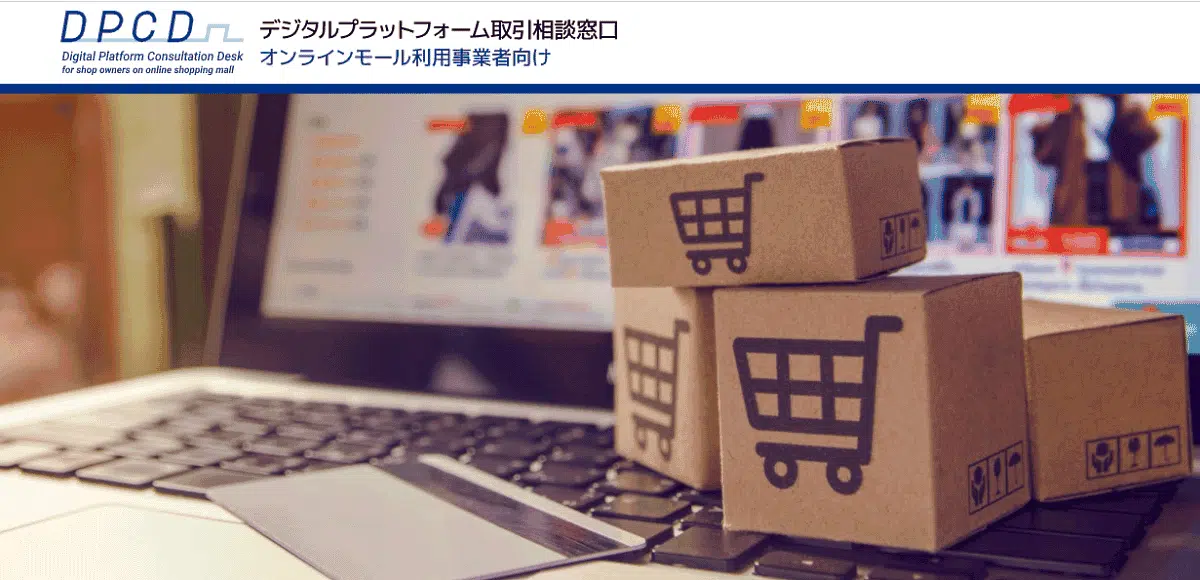 DPCD
Digital Platform Consultation Desk
for shop owners on online shopping mall
デジタルプラットフォーム取引相談窓口
オンラインモール利用事業者向け